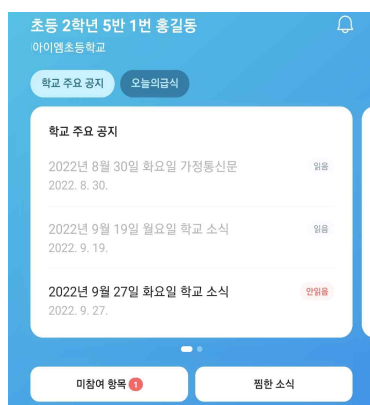 초등 2학년 5반 1번 홍길동
아이엠초등학교
학교 주요 공지 오늘의급식
학교 주요 공지
2022년 8월 30일 화요일 가정통신문 읽음
2022. 8. 30.
2022년 9월 19일 월요일 학교 소식 읽음
2022. 9. 19.
2022년 9월 27일 화요일 학교 소식 안읽음
2022. 9. 27.
미참여 항목 1 찜한 소식